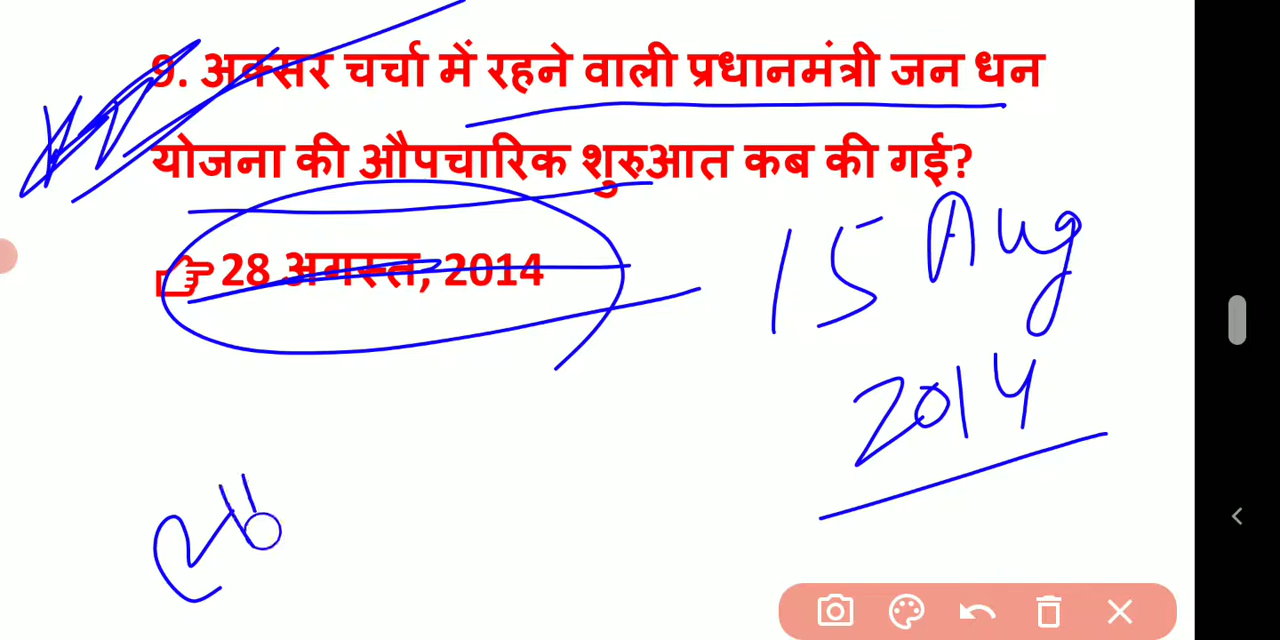 9. अक्सर चर्चा में रहने वाली प्रधानमंत्री जन धन
योजना की औपचारिक शुरुआत कब की गई?
28 अगस्त, 2014
15 Aug
2014